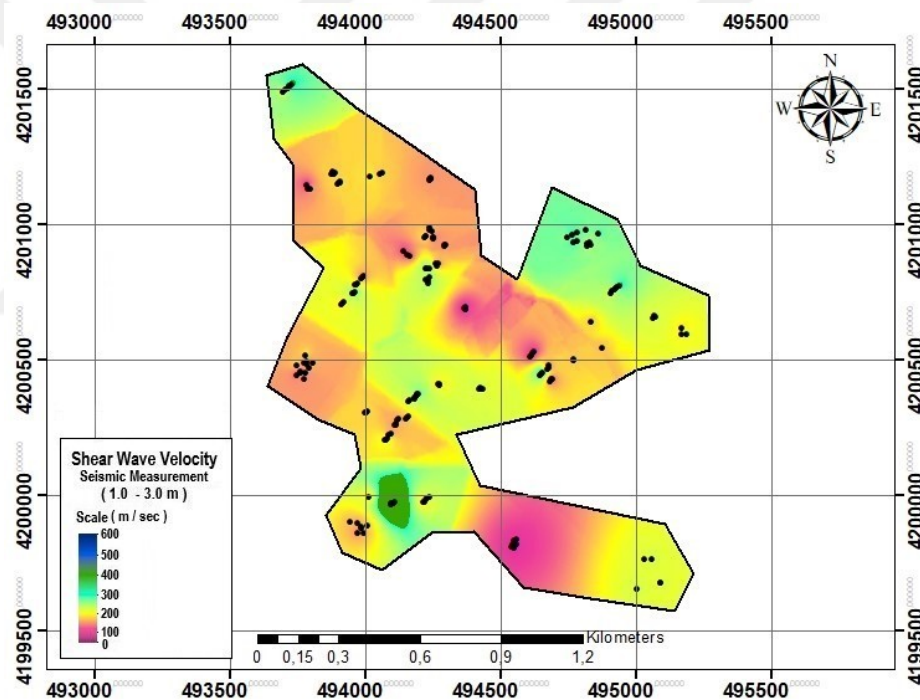 493000 493500 494000 494500 495000 495500
4201500 4201500
4201000 4201000
4200500 4200500
4200000 4200000
4199500 4199500
N
W E
S
Shear Wave Velocity
Seismic Measurement
( 1.0 - 3.0 m )
Scale ( m / sec )
600
500
400
300
200
100
0
Kilometers
0 0,15 0,3 0,6 0,9 1,2
493000 493500 494000 494500 495000 495500